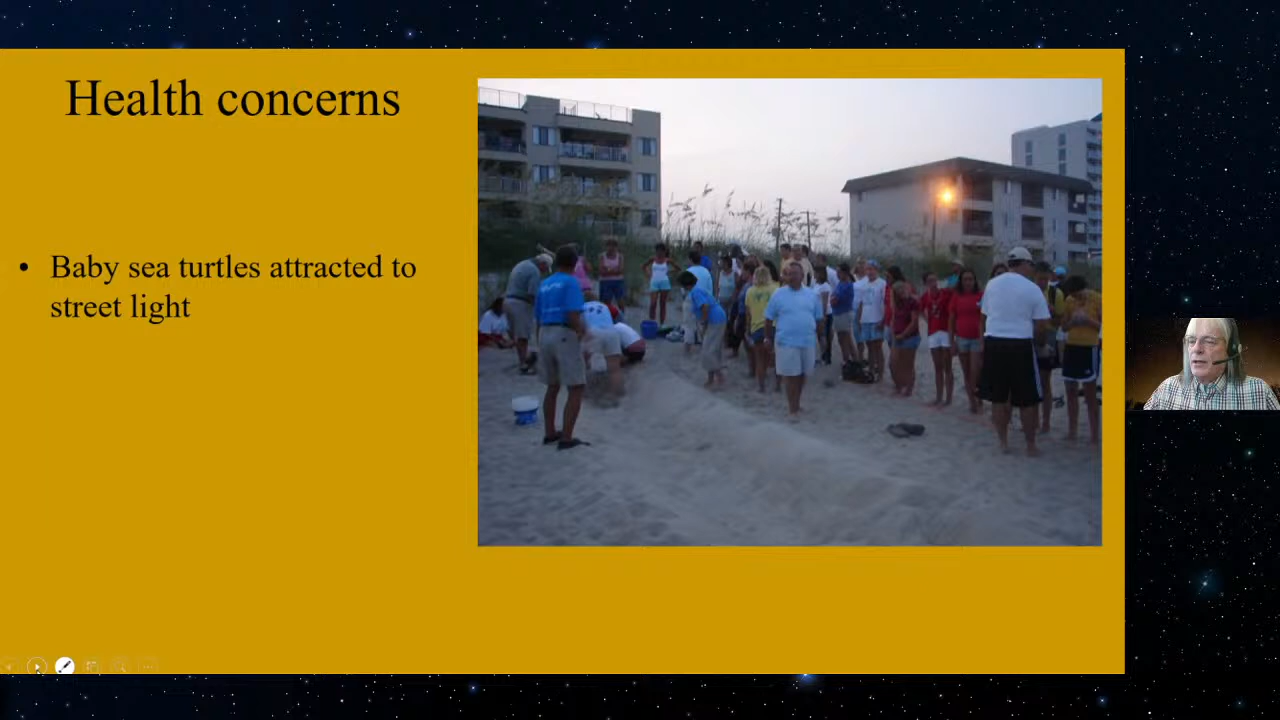 Health concerns
• Baby sea turtles attracted to
street light